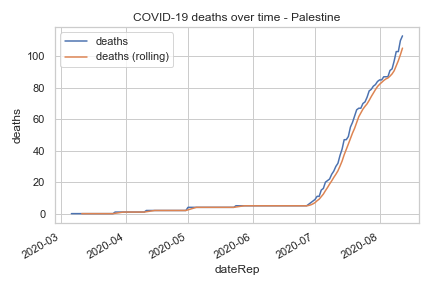 COVID-19 deaths over time - Palestine
deaths
deaths (rolling)
100
80
60
40
20
0
deaths
2020-03
2020-04
2020-05
2020-06
2020-07
2020-08
dateRep